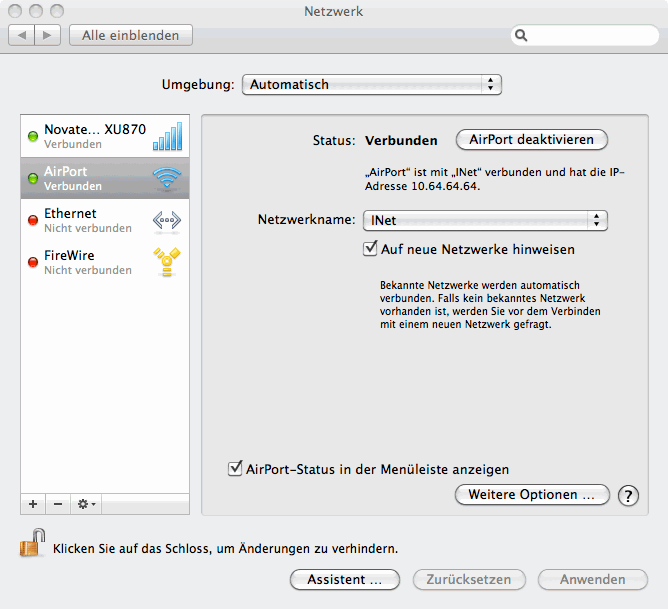 Netzwerk
Alle einblenden
Umgebung: Automatisch
Novate... XU870
Verbunden
AirPort
Verbunden
Ethernet
Nicht verbunden
FireWire
Nicht verbunden
Status: Verbunden AirPort deaktivieren
„AirPort“ ist mit „INet“ verbunden und hat die IP-
Adresse 10.64.64.64.
Netzwerkname: INet
Auf neue Netzwerke hinweisen
Bekannte Netzwerke werden automatisch
verbunden. Falls kein bekanntes Netzwerk
vorhanden ist, werden Sie vor dem Verbinden
mit einem neuen Netzwerk gefragt.
AirPort-Status in der Menüleiste anzeigen
Weitere Optionen ... ?
Klicken Sie auf das Schloss, um Änderungen zu verhindern.
Assistent ... Zurücksetzen Anwenden